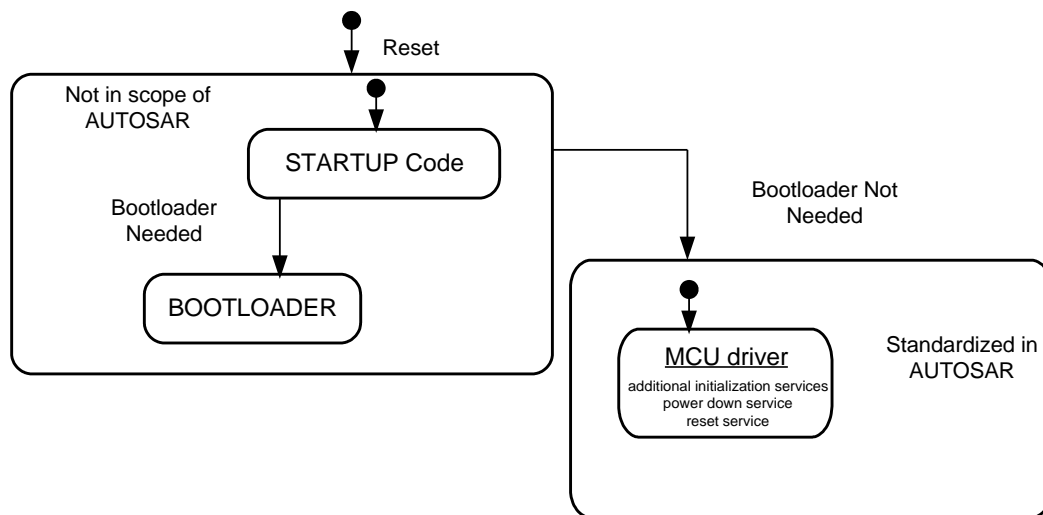 Reset
Not in scope of
AUTOSAR
STARTUP Code
Bootloader
Needed
BOOTLOADER
Bootloader Not
Needed
MCU driver
additional initialization services
power down service
reset service
Standardized in
AUTOSAR